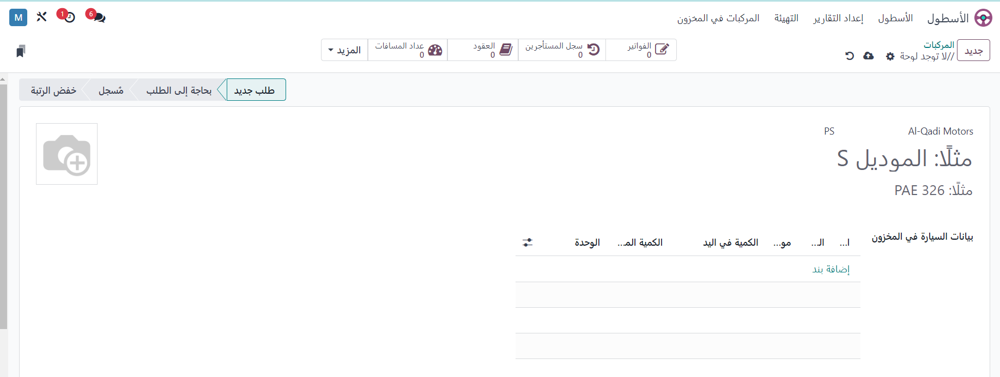 الأسطول
الأسطول
إعداد التقارير
التهيئة
المركبات في المخزون
6
1
M
جديد
المركبات
//لا توجد لوحة
الفواتير
0
سجل المستأجرين
0
العقود
0
عداد المسافات
0
المزيد
طلب جديد
بحاجة إلى الطلب
مُسجل
خفض الرتبة
Al-Qadi Motors
PS
مثلًا: الموديل S
مثلًا: PAE 326
بيانات السيارة في المخزون
ا... الـ... مو... الكمية في اليد الكمية المـ... الوحدة
إضافة بند